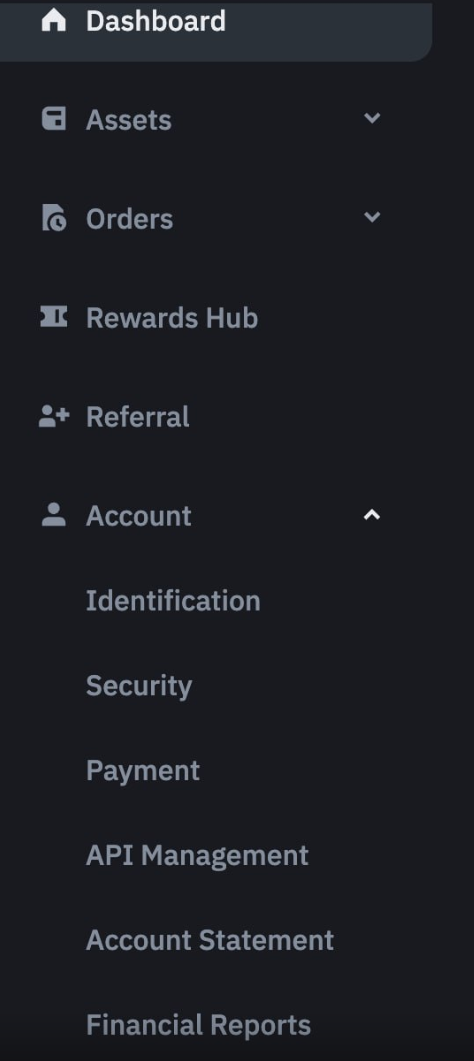 Dashboard
Assets
Orders
Rewards Hub
Referral
Account
Identification
Security
Payment
API Management
Account Statement
Financial Reports